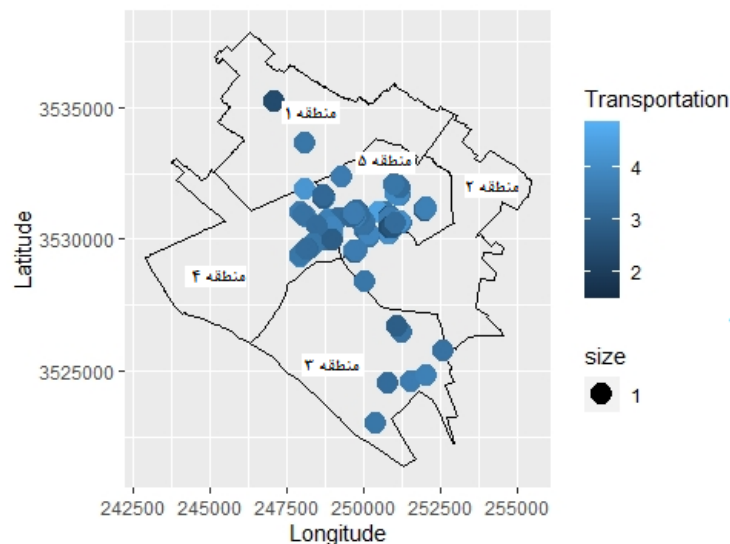 Latitude
3535000
3530000
3525000
242500 245000 247500 250000 252500 255000
Longitude
منطقه ۱
منطقه ۵
منطقه ۲
منطقه ۴
منطقه ۳
Transportation
4
3
2
size
1